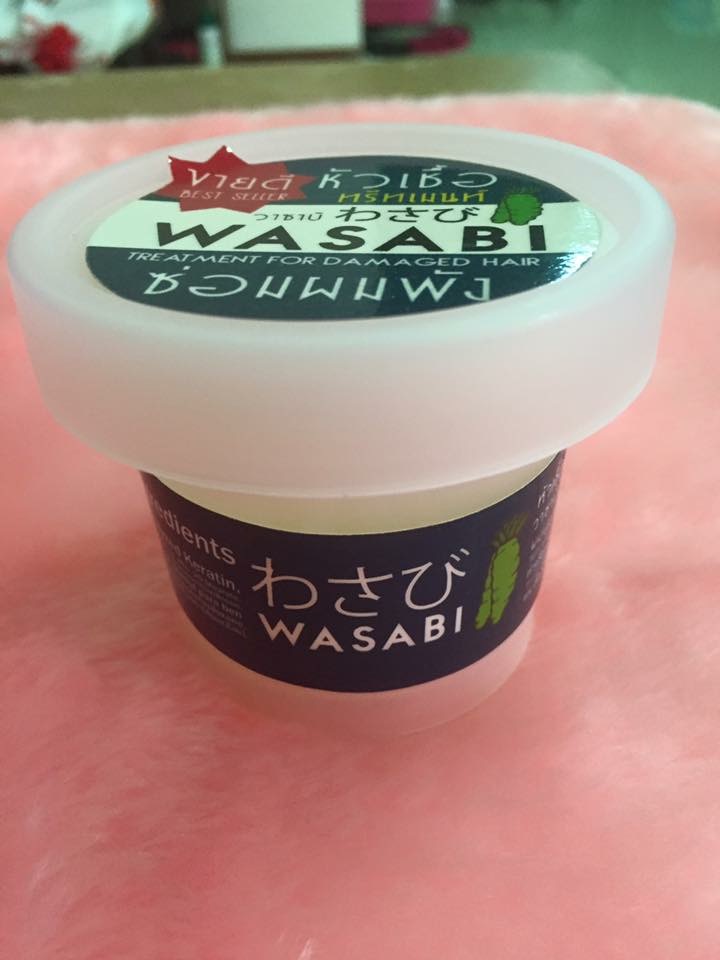 ขายดี
BEST SELLER
หัวเชื้อ
ทรีทเมนท์
วาซาบิ わさび
WASABI
TREATMENT FOR DAMAGED HAIR
ซ่อมผมพัง
Keratin,
わさび
WASABI